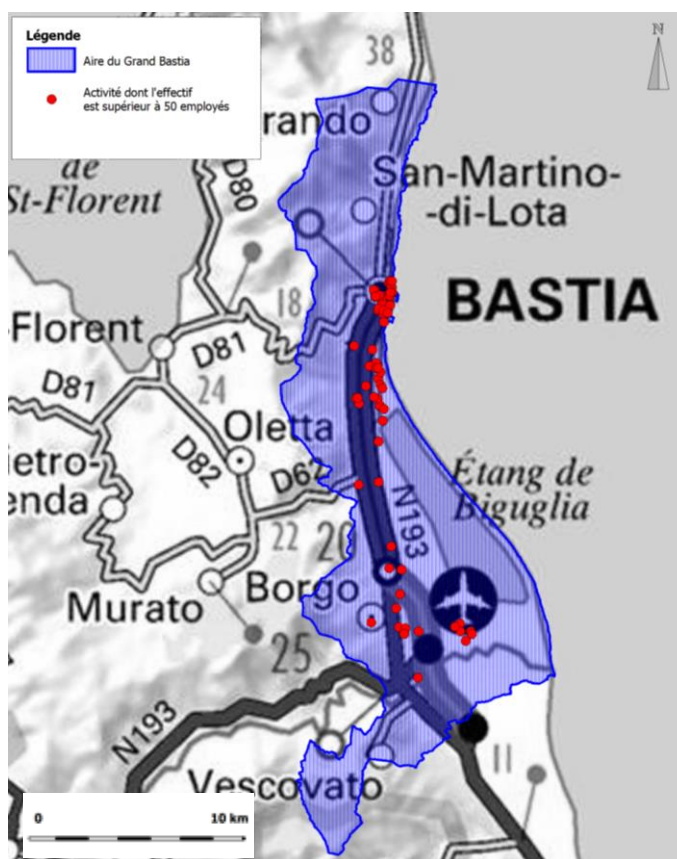 Légende
Aire du Grand Bastia
Activité dont l'effectif
est supérieur à 50 employés
N
38
rando
de
St-Florent
D80
San-Martino-
-di-Lota
18
BASTIA
-Florent
D81
D81
24
Oletta
D82
D62
ietro-
enda
Étang de
Biguglia
N193
22
20
Borgo
Murato
25
N193
11
Vescovato
0
10 km